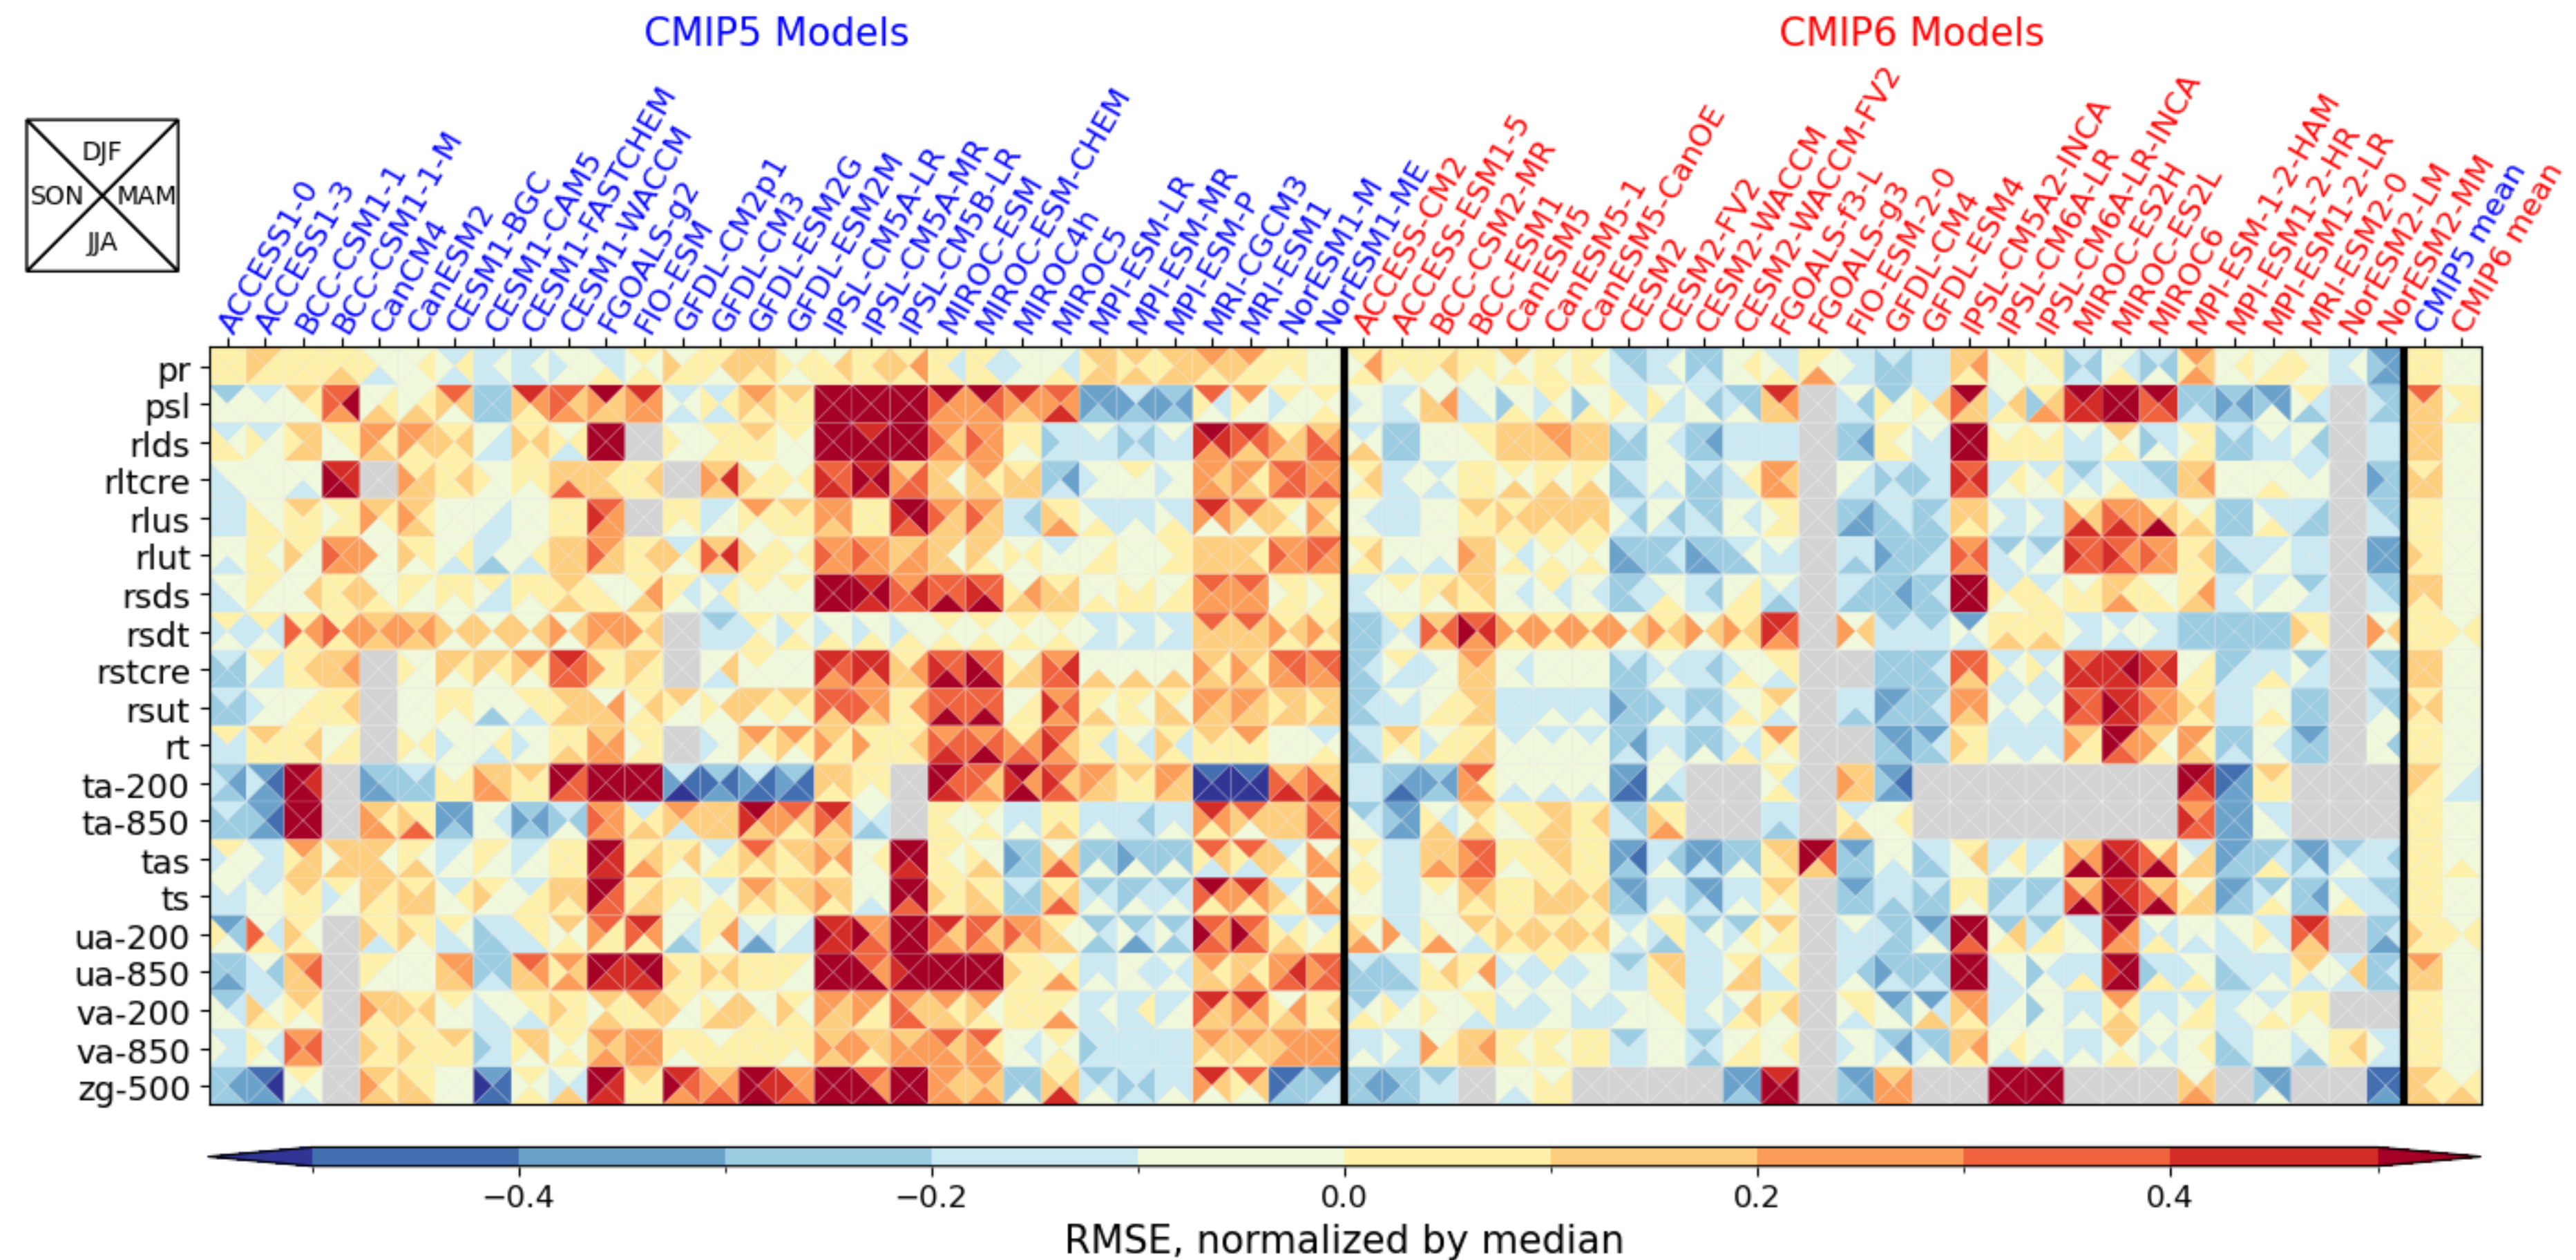 CMIP5 Models
CMIP6 Models
DJF
SON
MAM
JJA
ACCESS1-0
ACCESS1-3
BCC-CSM1-1
BCC-CSM1-1-M
CanCM4
CanESM2
CESM1-BGC
CESM1-CAM5
CESM1-FASTCHEM
CESM1-WACCM
FGOALS-g2
FIO-ESM
GFDL-CM2p1
GFDL-CM3
GFDL-ESM2G
GFDL-ESM2M
IPSL-CM5A-LR
IPSL-CM5A-MR
IPSL-CM5B-LR
MIROC-ESM
MIROC-ESM-CHEM
MIROC4h
MIROC5
MPI-ESM-LR
MPI-ESM-MR
MPI-ESM-P
MRI-CGCM3
MRI-ESM1
NorESM1-M
NorESM1-ME
ACCESS-CM2
ACCESS-ESM1-5
BCC-CSM2-MR
BCC-ESM1
CanESM5
CanESM5-1
CanESM5-CanOE
CESM2
CESM2-FV2
CESM2-WACCM
CESM2-WACCM-FV2
FGOALS-f3-L
FGOALS-g3
FIO-ESM-2-0
GFDL-CM4
GFDL-ESM4
IPSL-CM5A2-INCA
IPSL-CM6A-LR
IPSL-CM6A-LR-INCA
MIROC-ES2H
MIROC-ES2L
MIROC6
MPI-ESM-1-2-HAM
MPI-ESM1-2-HR
MPI-ESM1-2-LR
MRI-ESM2-0
NorESM2-LM
NorESM2-MM
CMIP5 mean
CMIP6 mean
pr
psl
rlds
rltcre
rlus
rlut
rsds
rsdt
rstcre
rsut
rt
ta-200
ta-850
tas
ts
ua-200
ua-850
va-200
va-850
zg-500
−0.4
−0.2
0.0
0.2
0.4
RMSE, normalized by median